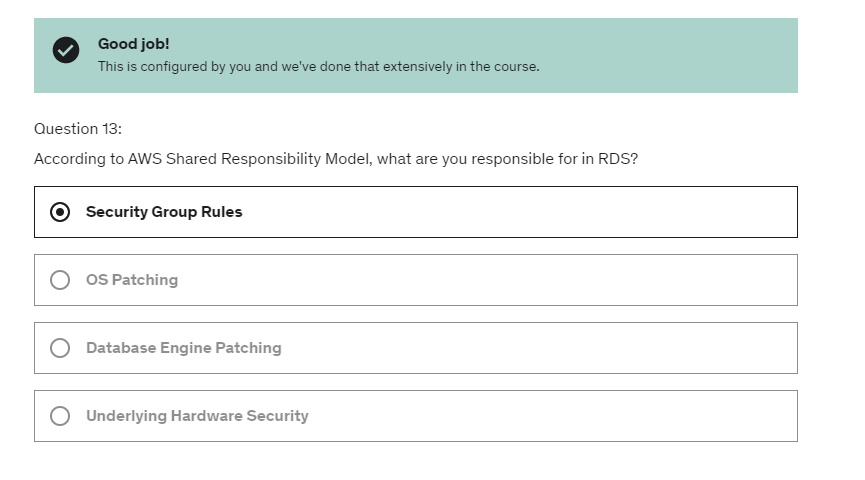 Good job!
This is configured by you and we've done that extensively in the course.
Question 13:
According to AWS Shared Responsibility Model, what are you responsible for in RDS?
Security Group Rules
OS Patching
Database Engine Patching
Underlying Hardware Security